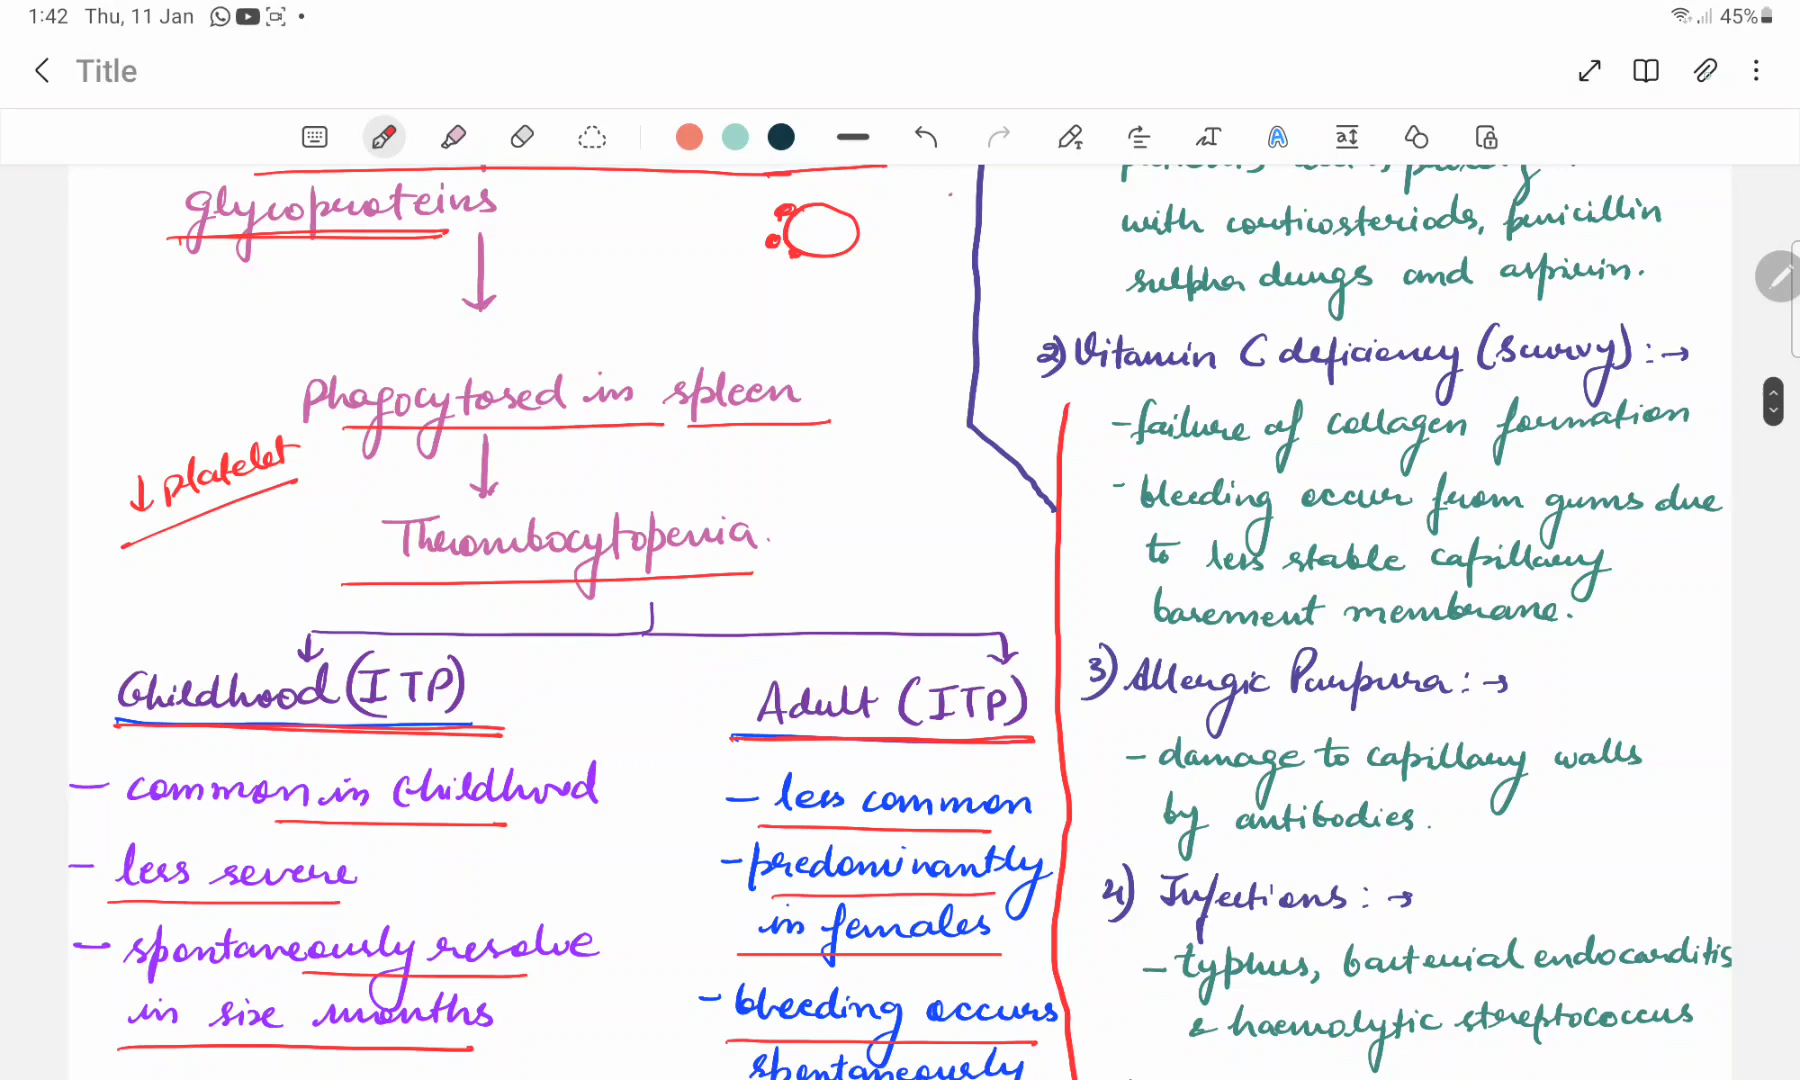 1:42 Thu, 11 Jan
45%
Title
glycoproteins
Phagocytosed in spleen
↓ platelet
Thrombocytopenia.
Childhood (ITP)
- common in childhood
- less severe
- spontaneously resolve
in six months
Adult (ITP)
- less common
- predominantly
in females
- bleeding occurs
spontaneously
with corticosteriods, penicillin
sulpha drugs and aspirin.
2) Vitamin C deficiency (Scurvy) : →
- failure of collagen formation
- bleeding occur from gums due
to less stable capillary
basement membrane.
3) Allergic Purpura : →
- damage to capillary walls
by antibodies.
4) Infections : →
- typhus, bacterial endocarditis
& haemolytic streptococcus